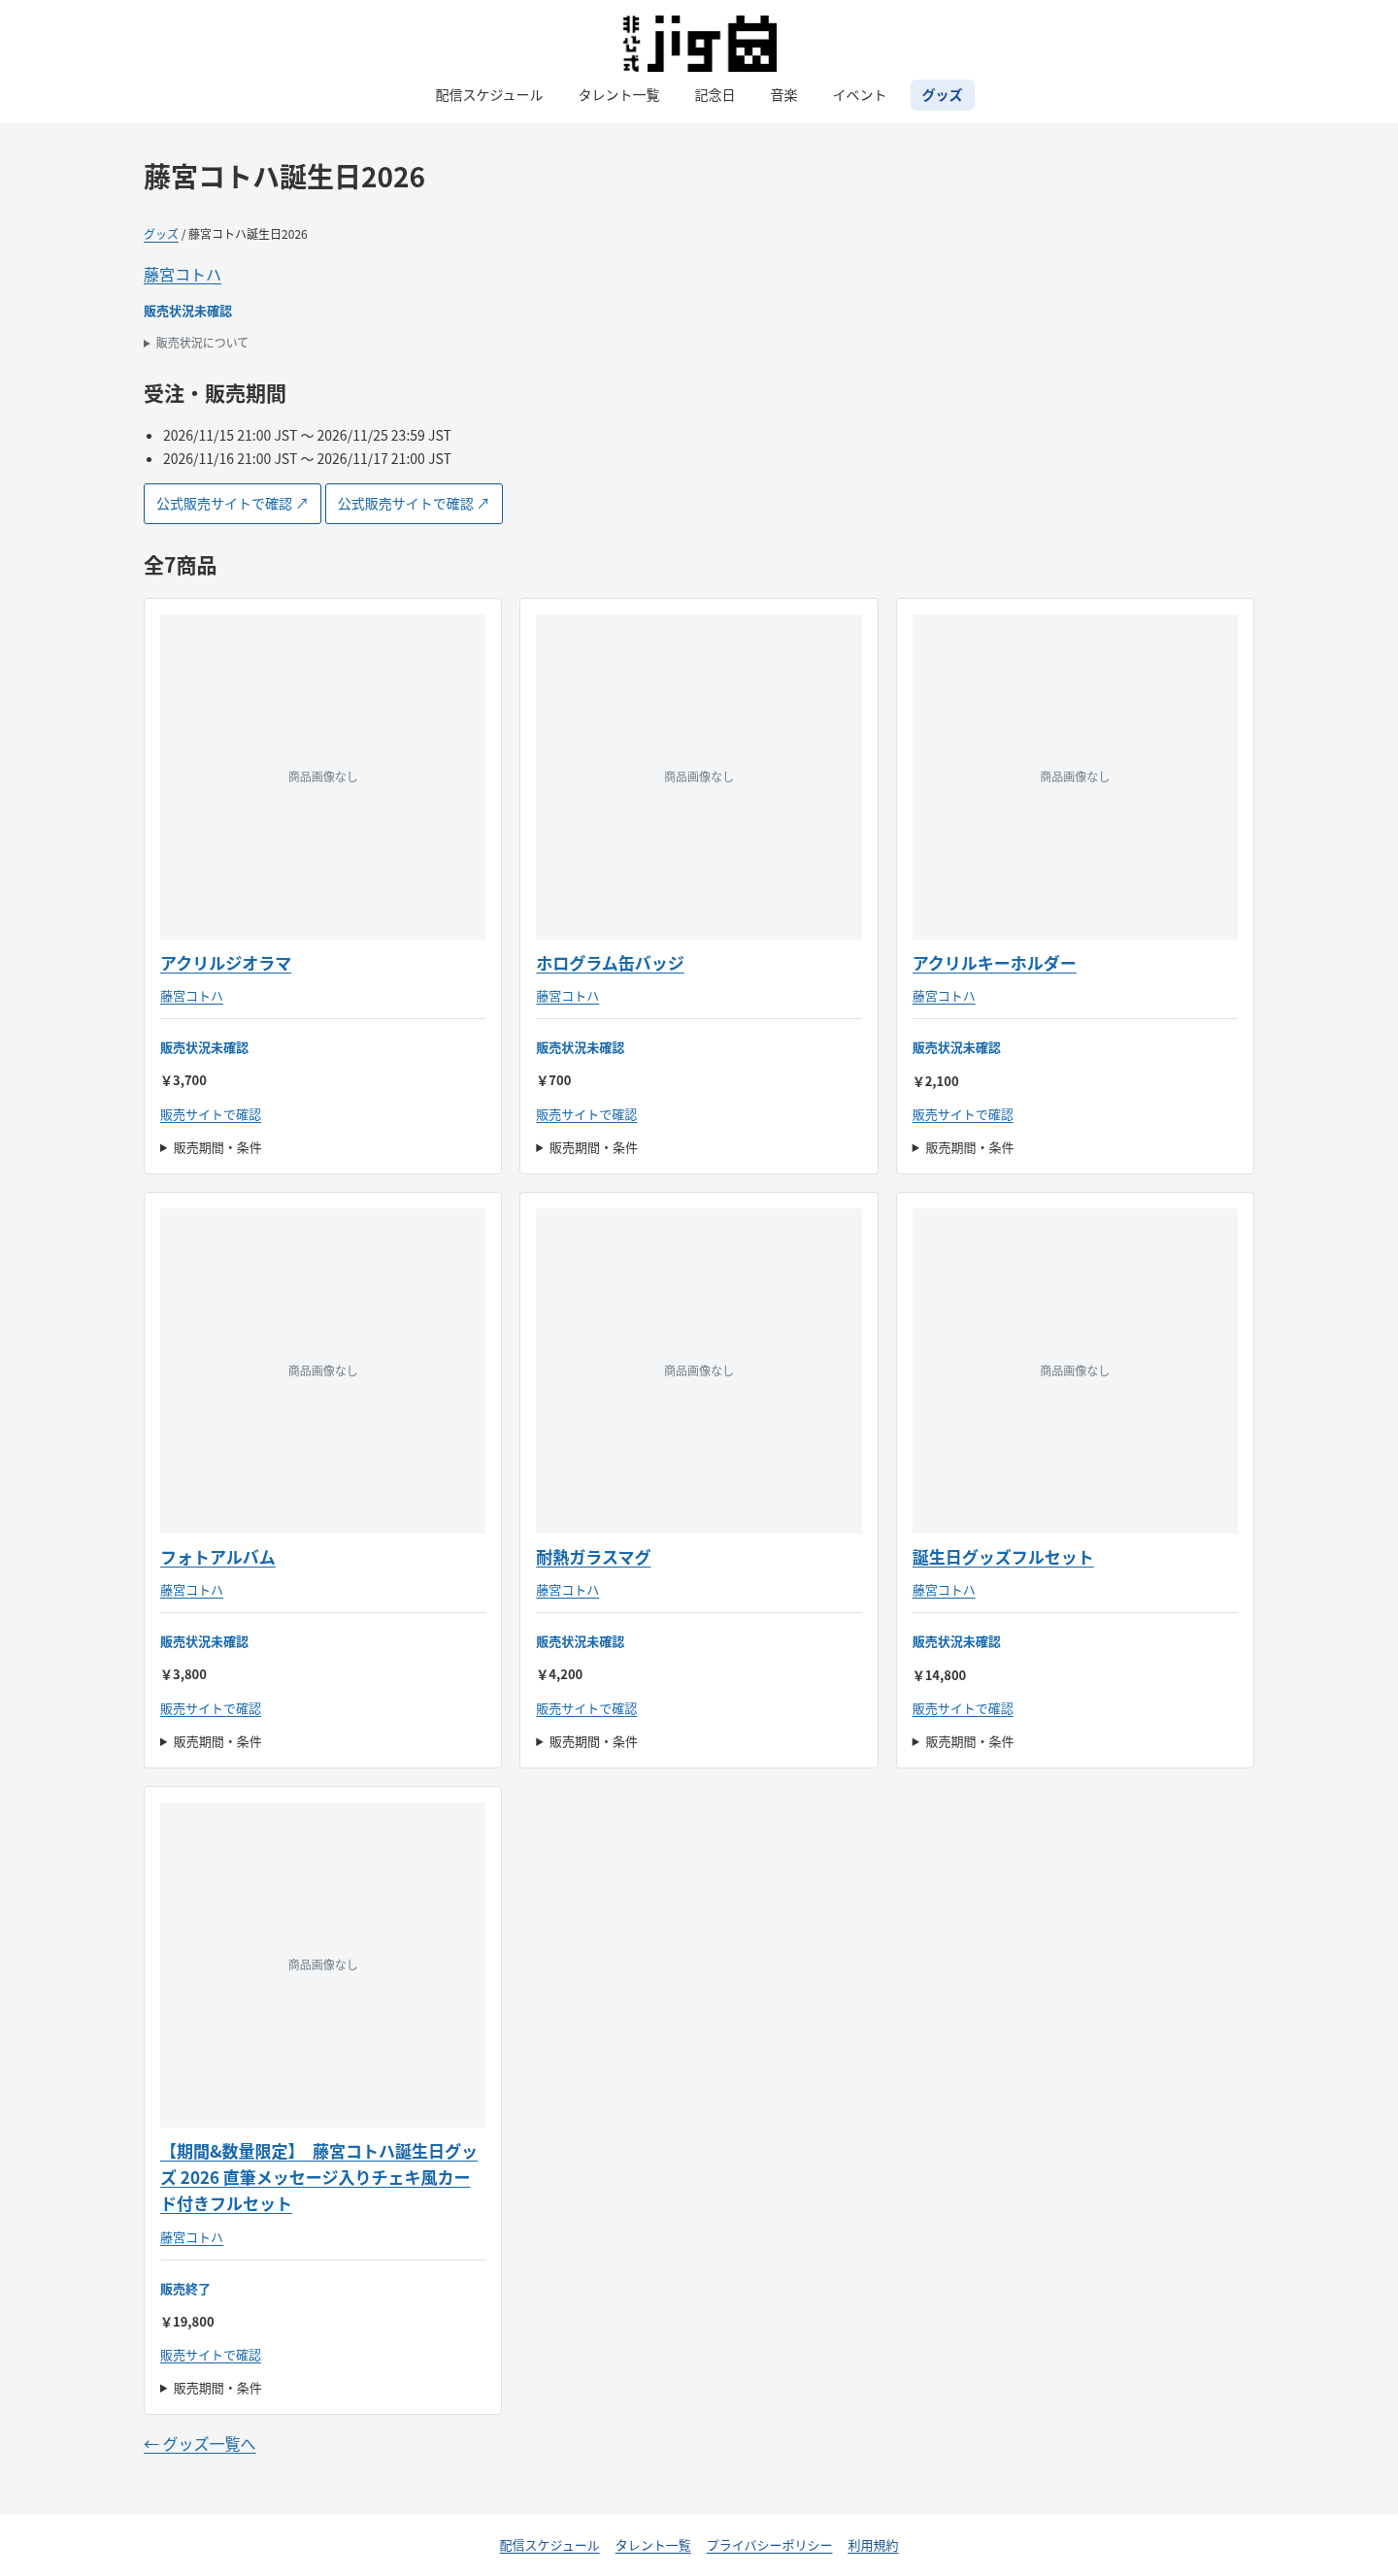 非公式 jig曲
配信スケジュール タレント一覧 記念日 音楽 イベント グッズ
藤宮コトハ誕生日2026
グッズ / 藤宮コトハ誕生日2026
藤宮コトハ
販売状況未確認
▶ 販売状況について
受注・販売期間
• 2026/11/15 21:00 JST 〜 2026/11/25 23:59 JST
• 2026/11/16 21:00 JST 〜 2026/11/17 21:00 JST
公式販売サイトで確認 ↗ 公式販売サイトで確認 ↗
全7商品
商品画像なし
アクリルジオラマ
藤宮コトハ
販売状況未確認
￥3,700
販売サイトで確認
▶ 販売期間・条件
商品画像なし
ホログラム缶バッジ
藤宮コトハ
販売状況未確認
￥700
販売サイトで確認
▶ 販売期間・条件
商品画像なし
アクリルキーホルダー
藤宮コトハ
販売状況未確認
￥2,100
販売サイトで確認
▶ 販売期間・条件
商品画像なし
フォトアルバム
藤宮コトハ
販売状況未確認
￥3,800
販売サイトで確認
▶ 販売期間・条件
商品画像なし
耐熱ガラスマグ
藤宮コトハ
販売状況未確認
￥4,200
販売サイトで確認
▶ 販売期間・条件
商品画像なし
誕生日グッズフルセット
藤宮コトハ
販売状況未確認
￥14,800
販売サイトで確認
▶ 販売期間・条件
商品画像なし
【期間&数量限定】 藤宮コトハ誕生日グッ
ズ 2026 直筆メッセージ入りチェキ風カー
ド付きフルセット
藤宮コトハ
販売終了
￥19,800
販売サイトで確認
▶ 販売期間・条件
← グッズ一覧へ
配信スケジュール タレント一覧 プライバシーポリシー 利用規約